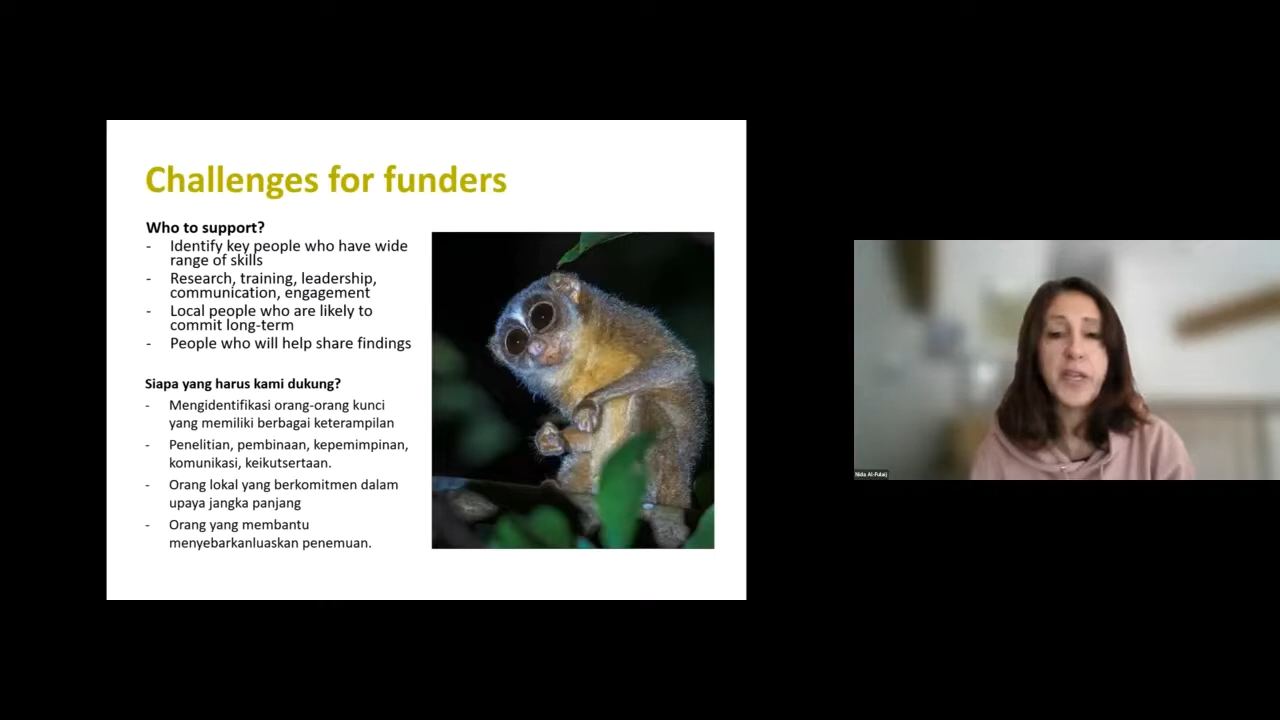 Challenges for funders
Who to support?
- Identify key people who have wide
range of skills
- Research, training, leadership,
communication, engagement
- Local people who are likely to
commit long-term
- People who will help share findings
Siapa yang harus kami dukung?
- Mengidentifikasi orang-orang kunci
yang memiliki berbagai keterampilan
- Penelitian, pembinaan, kepemimpinan,
komunikasi, keikutsertaan.
- Orang lokal yang berkomitmen dalam
upaya jangka panjang
- Orang yang membantu
menyebarkanluaskan penemuan.
Nida Al-Fulaij